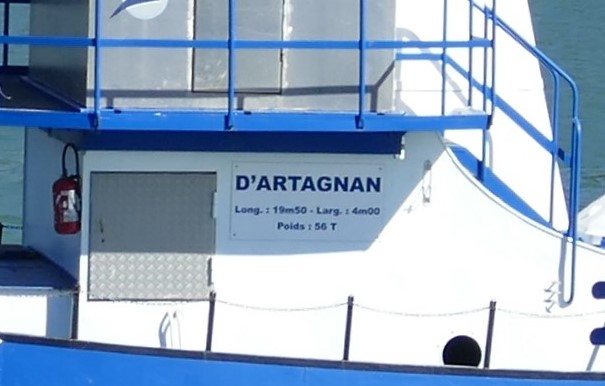 D'ARTAGNAN
Long. : 19m50 - Larg. : 4m00
Poids : 56 T